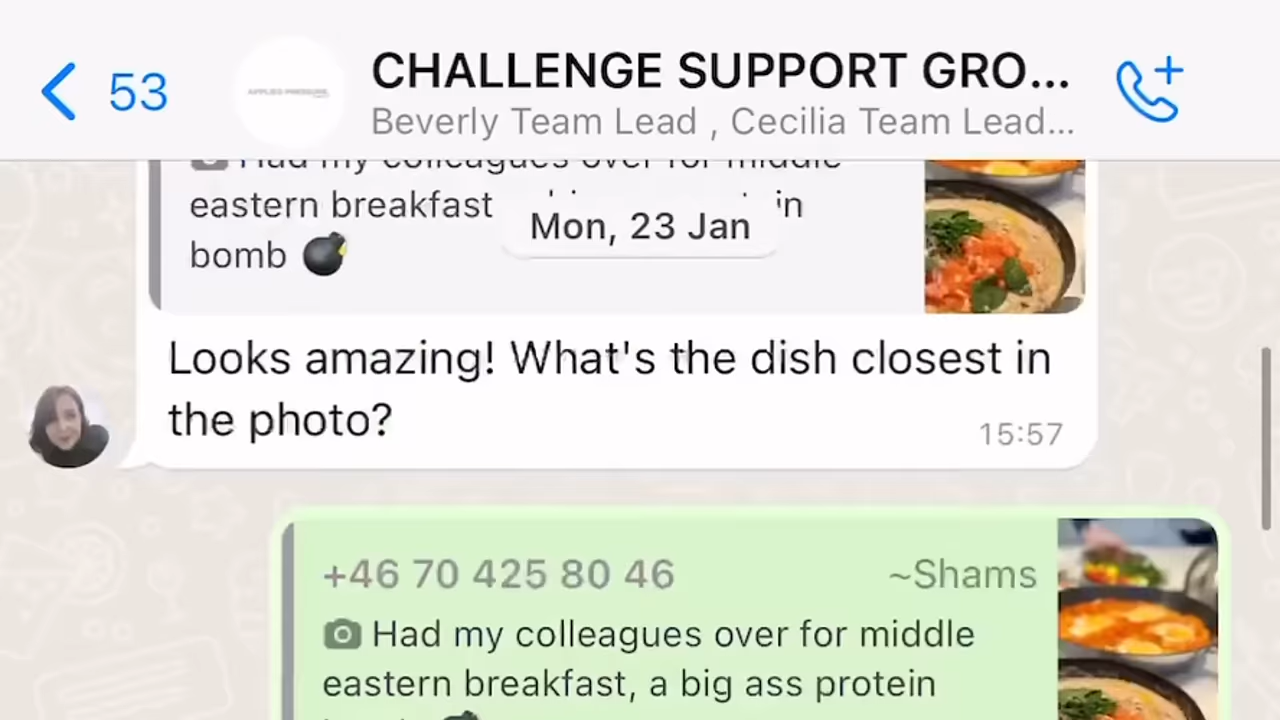 53
CHALLENGE SUPPORT GRO...
Beverly Team Lead , Cecilia Team Lead...
APPLIED PRESSURE.
Had my colleagues over for middle
eastern breakfast in
Mon, 23 Jan
bomb 💣
Looks amazing! What's the dish closest in
the photo?
15:57
+46 70 425 80 46 ~Shams
Had my colleagues over for middle
eastern breakfast, a big ass protein